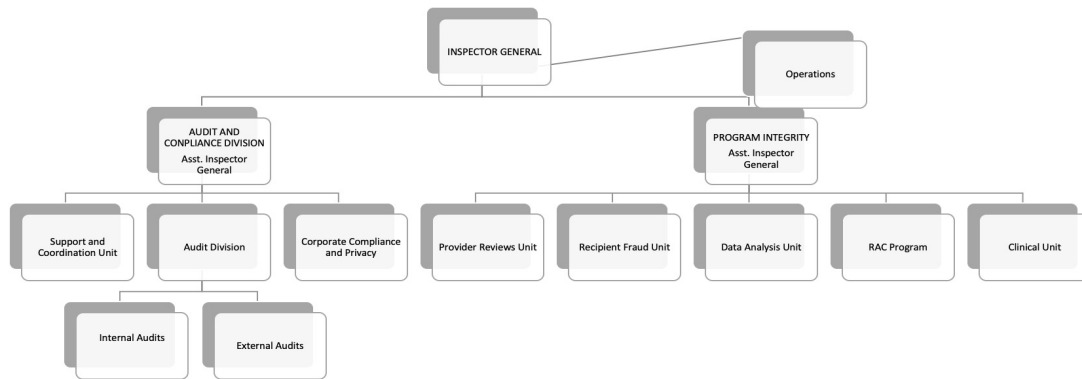 INSPECTOR GENERAL
Operations
AUDIT AND
CONPLIANCE DIVISION
Asst. Inspector
General
PROGRAM INTEGRITY
Asst. Inspector
General
Support and
Coordination Unit
Audit Division
Corporate Compliance
and Privacy
Provider Reviews Unit
Recipient Fraud Unit
Data Analysis Unit
RAC Program
Clinical Unit
Internal Audits
External Audits